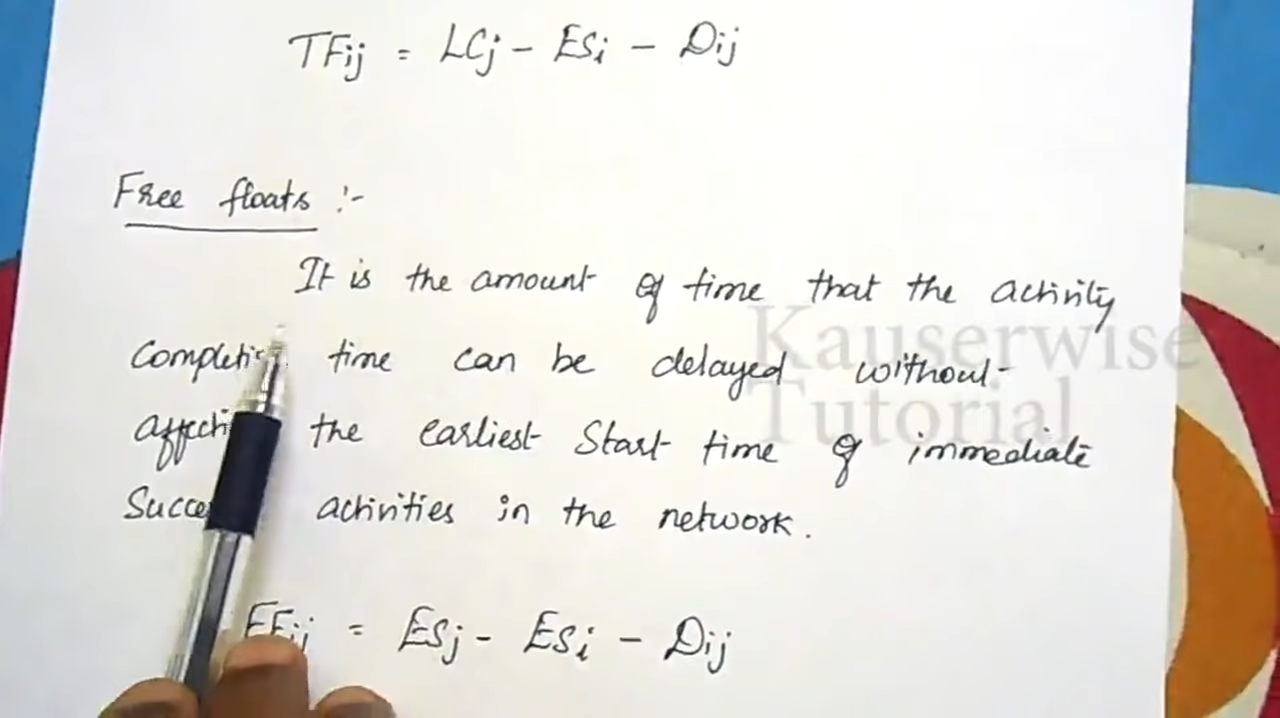 TFij = LCj - ESi - Dij
Free floats :-
It is the amount of time that the activity
time can be delayed without
the earliest Start time of immediate
activities in the network.
FFij = ESj - ESi - Dij
Kauserwise
Tutorial